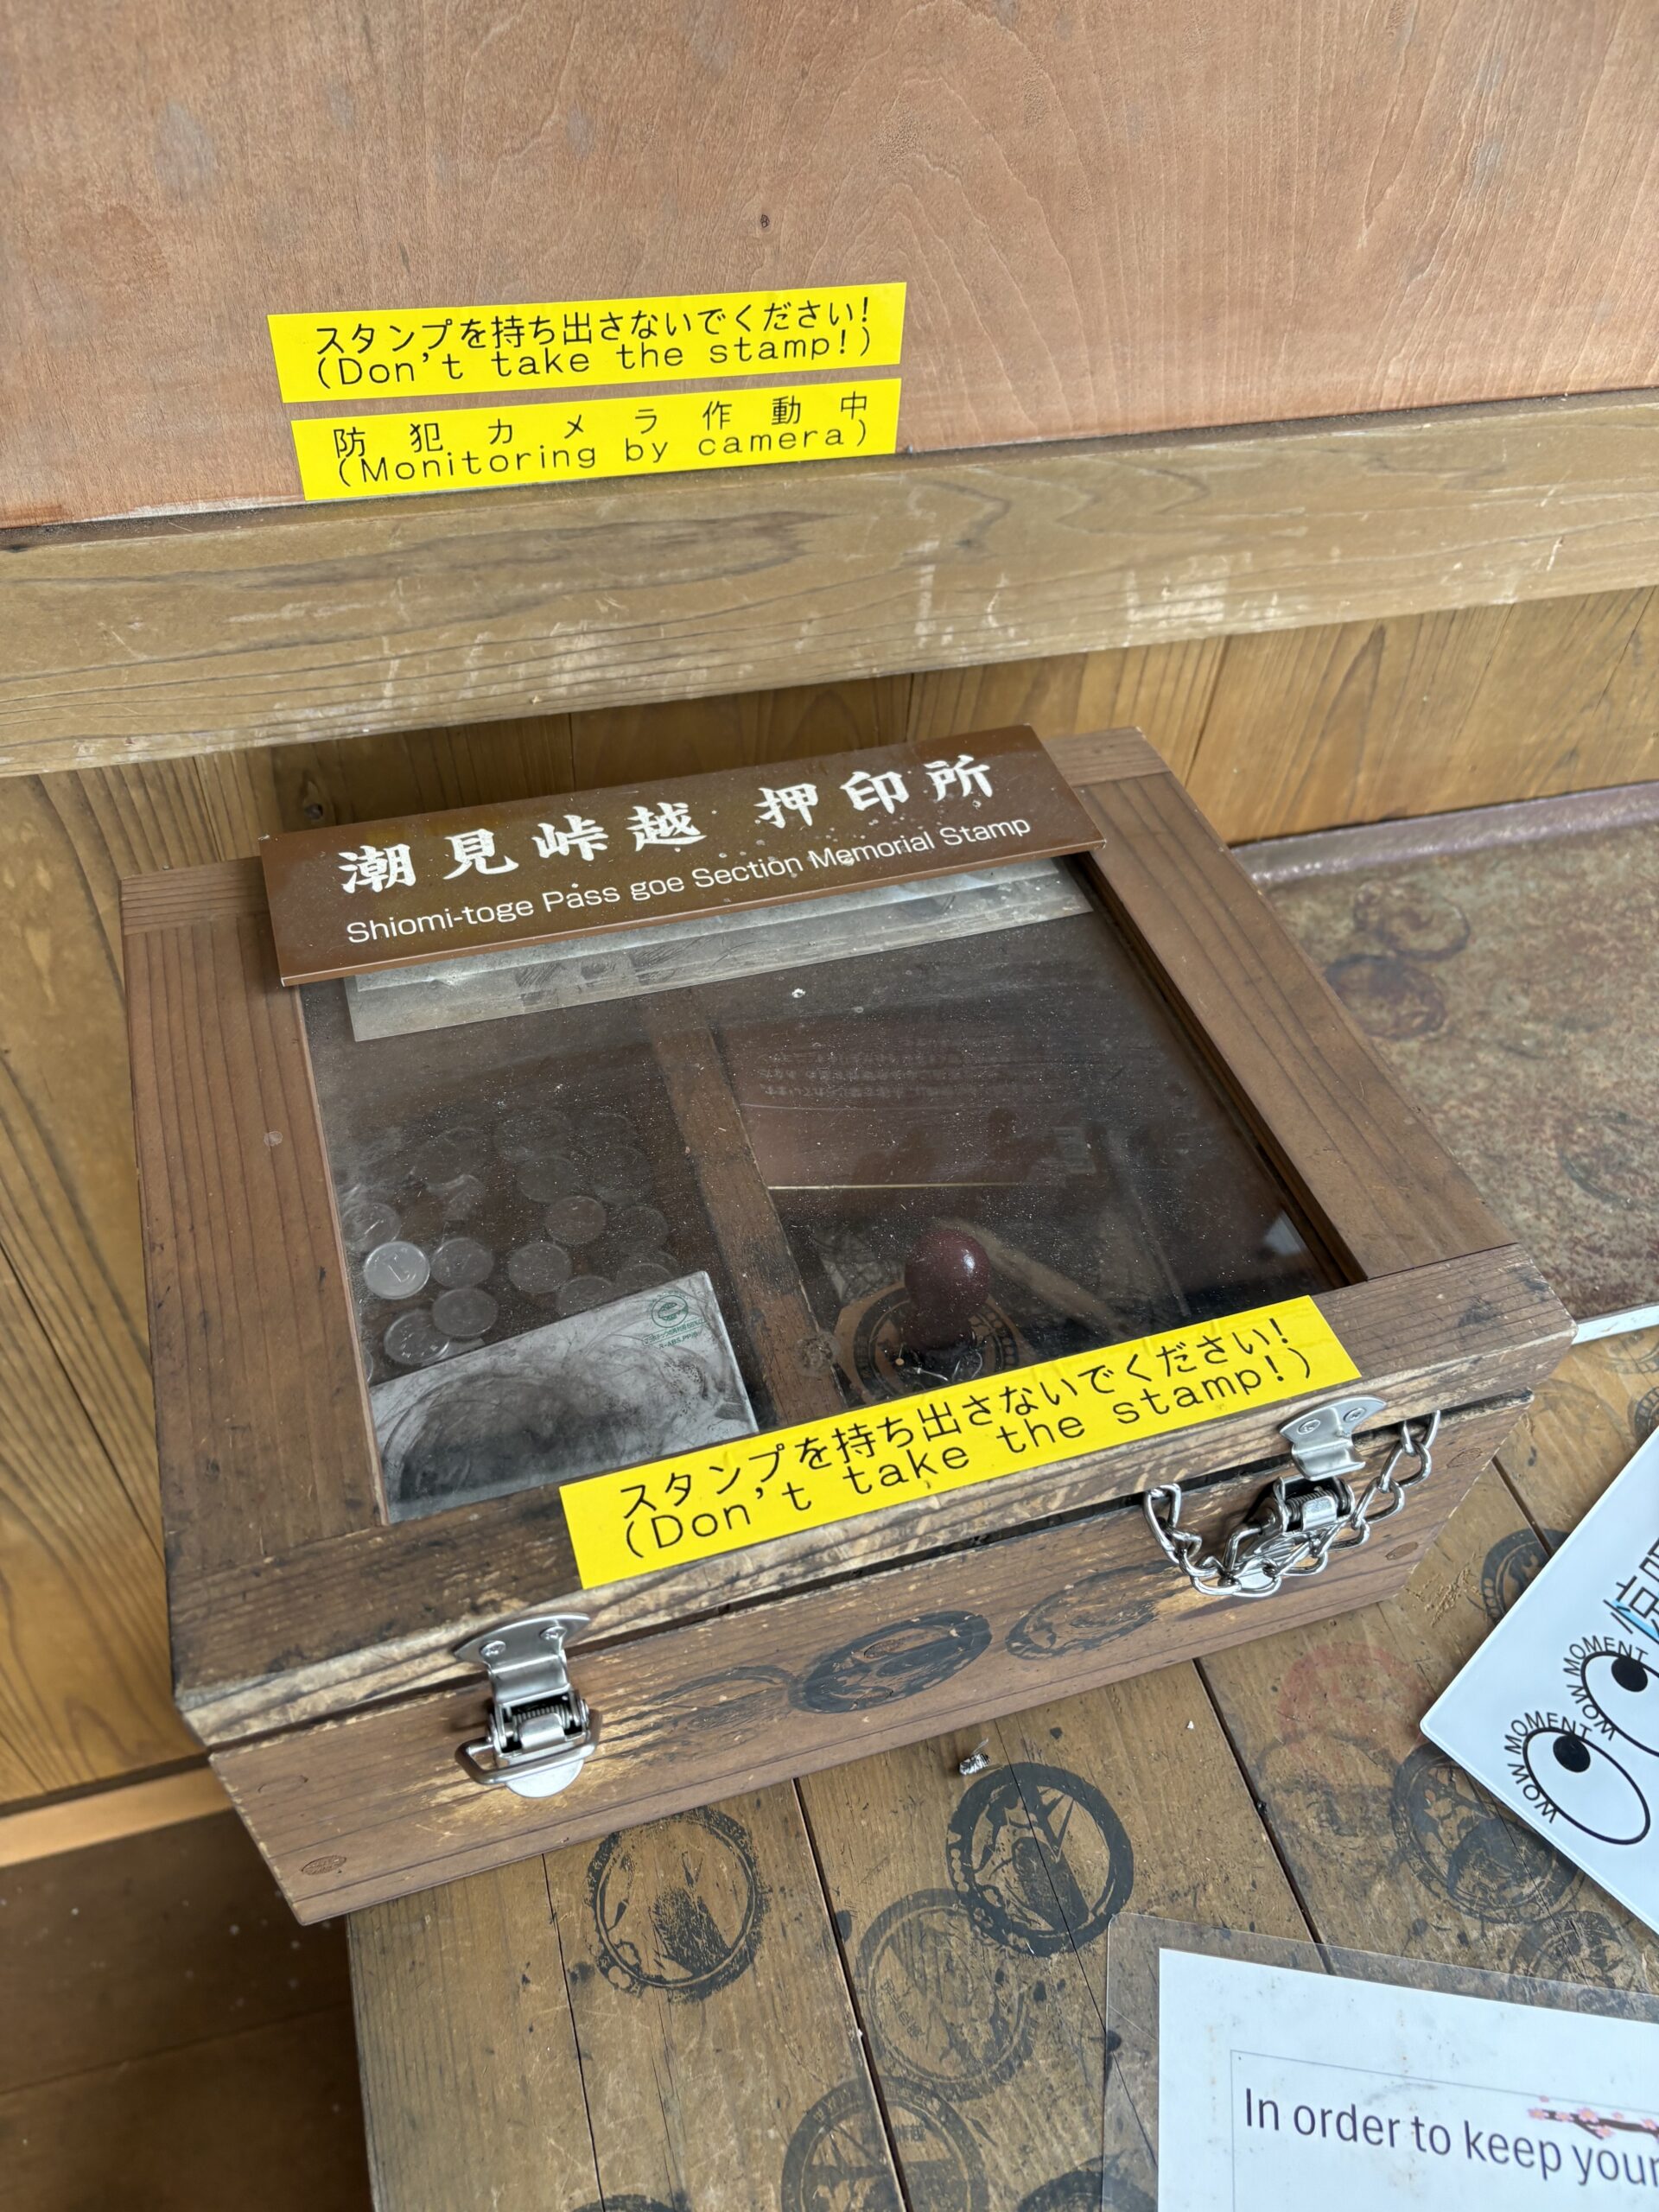 スタンプを持ち出さないでください!
(Don't take the stamp!)
防犯カメラ作動中
(Monitoring by camera)
潮見峠越 押印所
Shiomi-toge Pass goe Section Memorial Stamp
スタンプを持ち出さないでください!
(Don't take the stamp!)
WOW MOMENT WOW
WOW MOMENT
In order to keep your